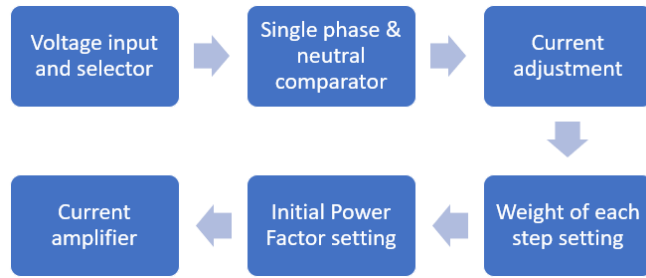 Voltage input
and selector
Single phase &
neutral
comparator
Current
adjustment
Weight of each
step setting
Initial Power
Factor setting
Current
amplifier